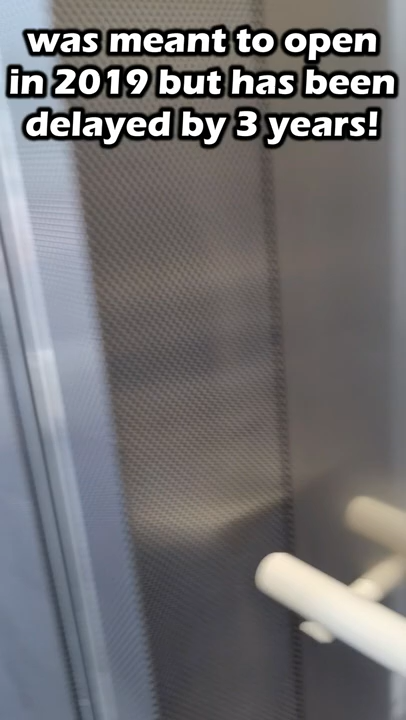 was meant to open
in 2019 but has been
delayed by 3 years!